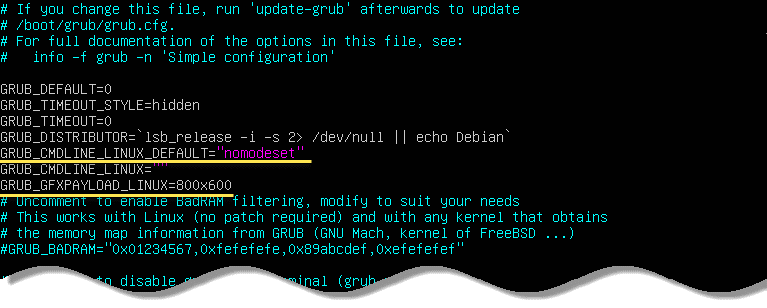 # If you change this file, run 'update-grub' afterwards to update
# /boot/grub/grub.cfg.
# For full documentation of the options in this file, see:
#   info -f grub -n 'Simple configuration'
GRUB_DEFAULT=0
GRUB_TIMEOUT_STYLE=hidden
GRUB_TIMEOUT=0
GRUB_DISTRIBUTOR=`lsb_release -i -s 2> /dev/null || echo Debian`
GRUB_CMDLINE_LINUX_DEFAULT="nomodeset"
GRUB_CMDLINE_LINUX=""
GRUB_GFXPAYLOAD_LINUX=800x600
# Uncomment to enable BadRAM filtering, modify to suit your needs
# This works with Linux (no patch required) and with any kernel that obtains
# the memory map information from GRUB (GNU Mach, kernel of FreeBSD ...)
#GRUB_BADRAM="0x01234567,0xfefefefe,0x89abcdef,0xefefefef"
to disable